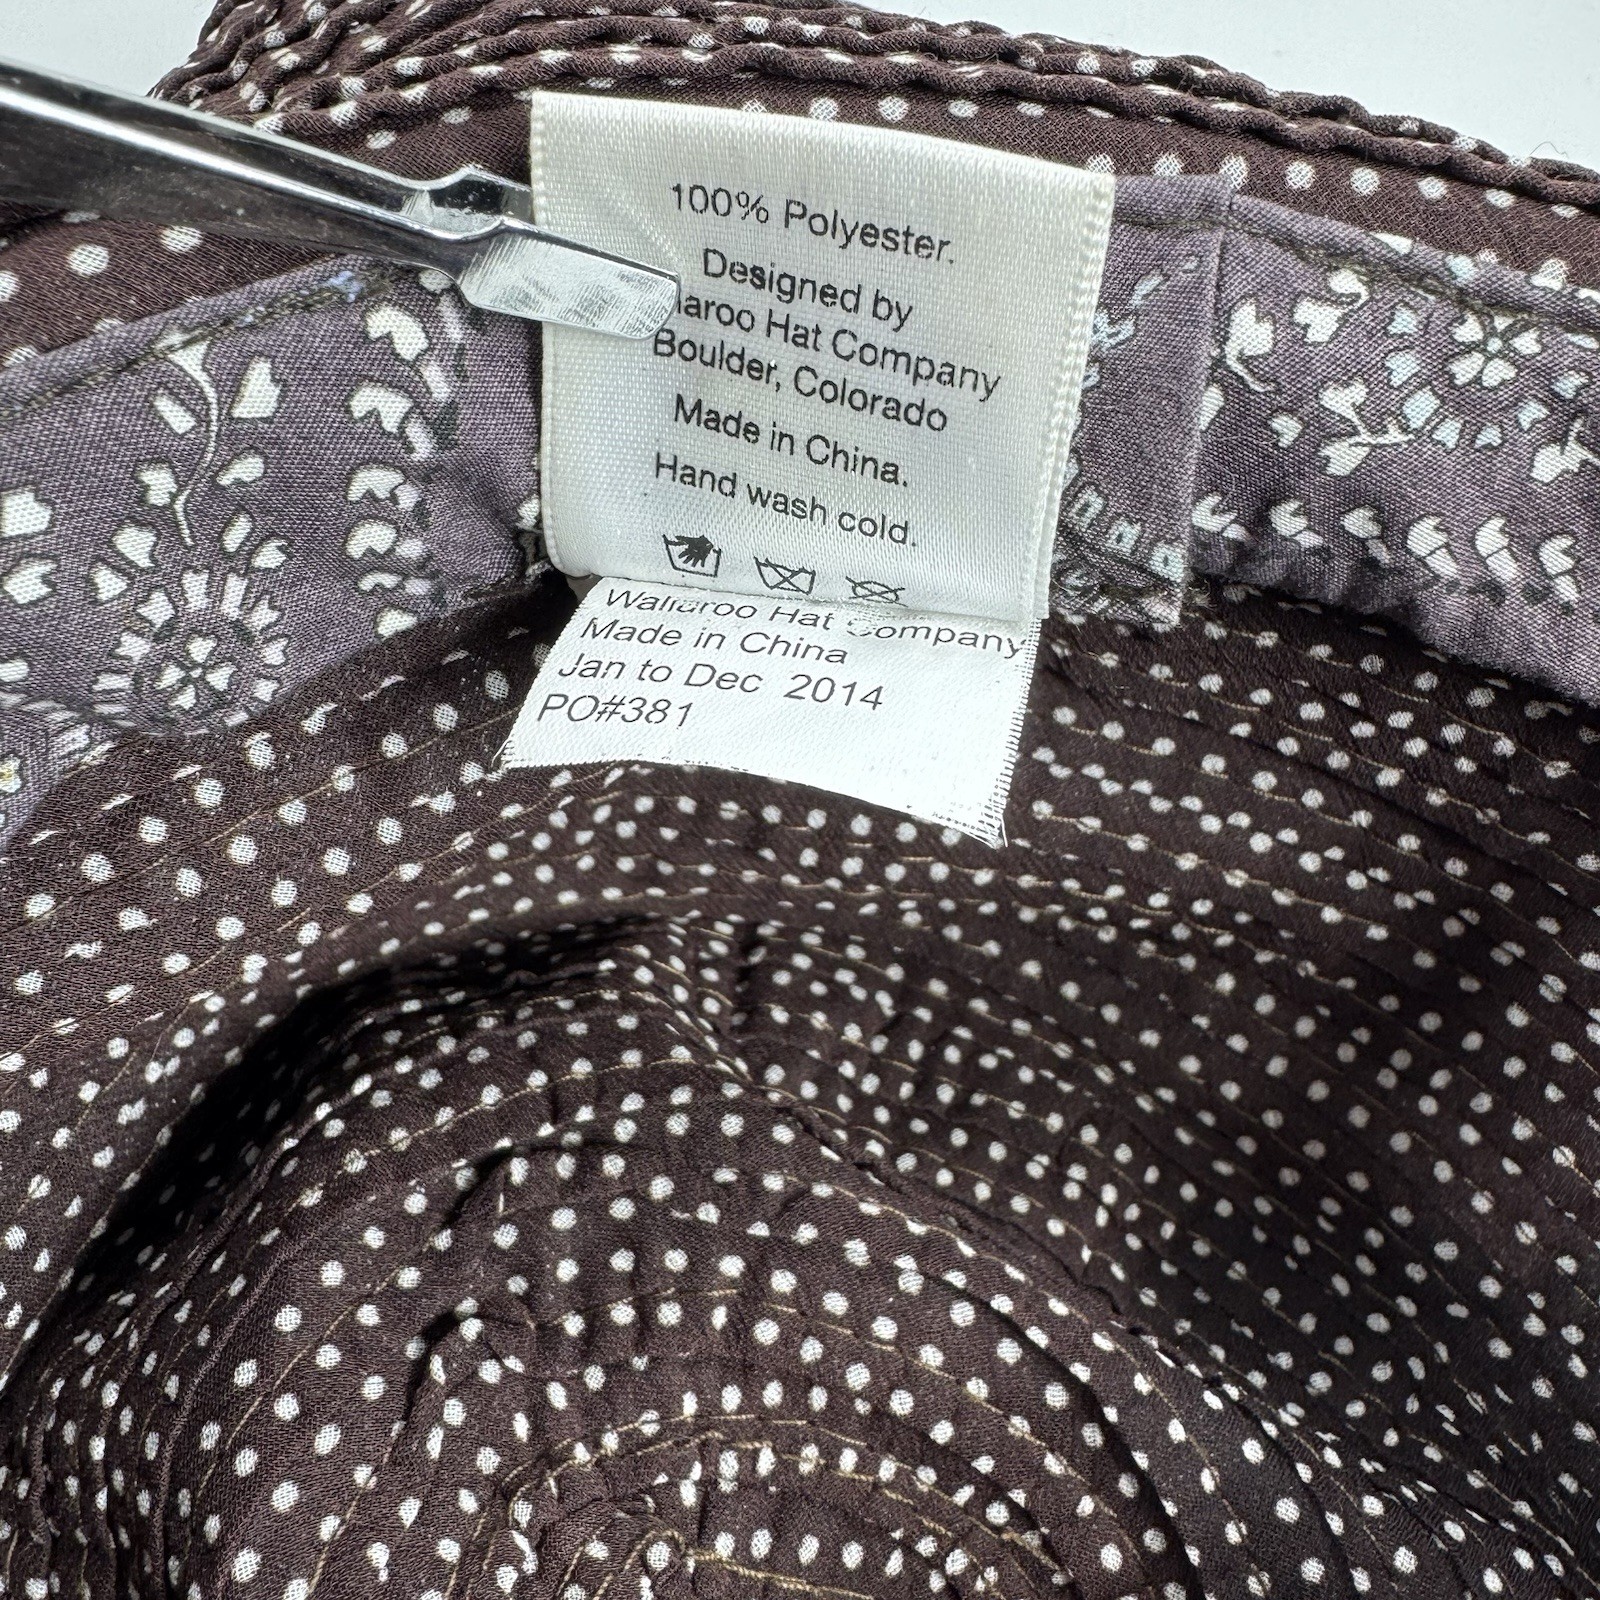 100% Polyester.
Designed by
aroo Hat Company
Boulder, Colorado
Made in China.
Hand wash cold.
Wallaroo Hat Company
Made in China
Jan to Dec 2014
PO#381